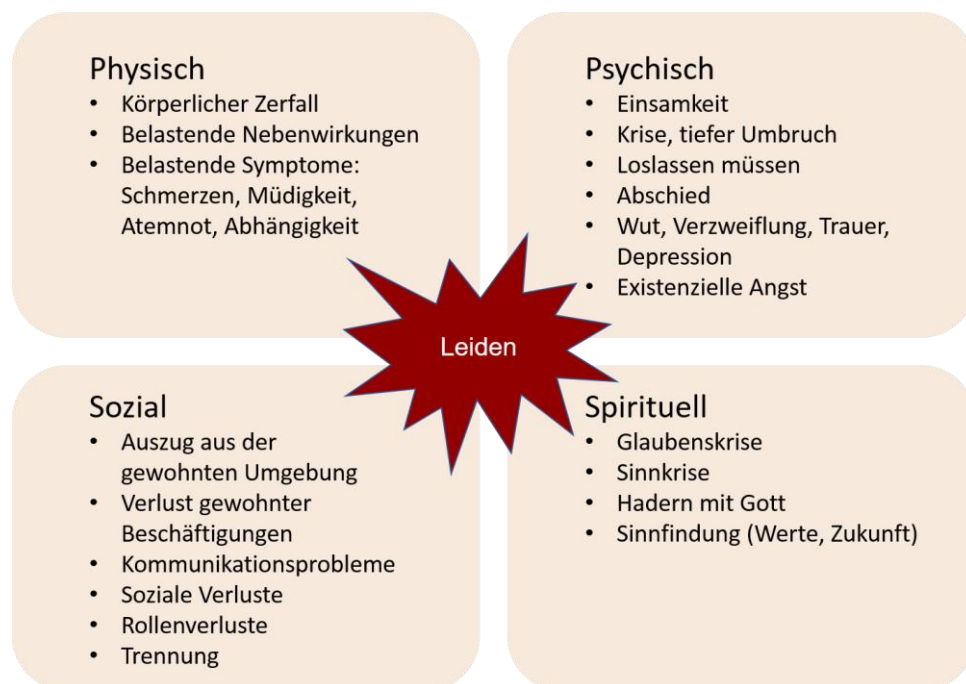 Physisch
• Körperlicher Zerfall
• Belastende Nebenwirkungen
• Belastende Symptome:
Schmerzen, Müdigkeit,
Atemnot, Abhängigkeit
Psychisch
• Einsamkeit
• Krise, tiefer Umbruch
• Loslassen müssen
• Abschied
• Wut, Verzweiflung, Trauer,
Depression
• Existenzielle Angst
Leiden
Sozial
• Auszug aus der
gewohnten Umgebung
• Verlust gewohnter
Beschäftigungen
• Kommunikationsprobleme
• Soziale Verluste
• Rollenverluste
• Trennung
Spirituell
• Glaubenskrise
• Sinnkrise
• Hadern mit Gott
• Sinnfindung (Werte, Zukunft)